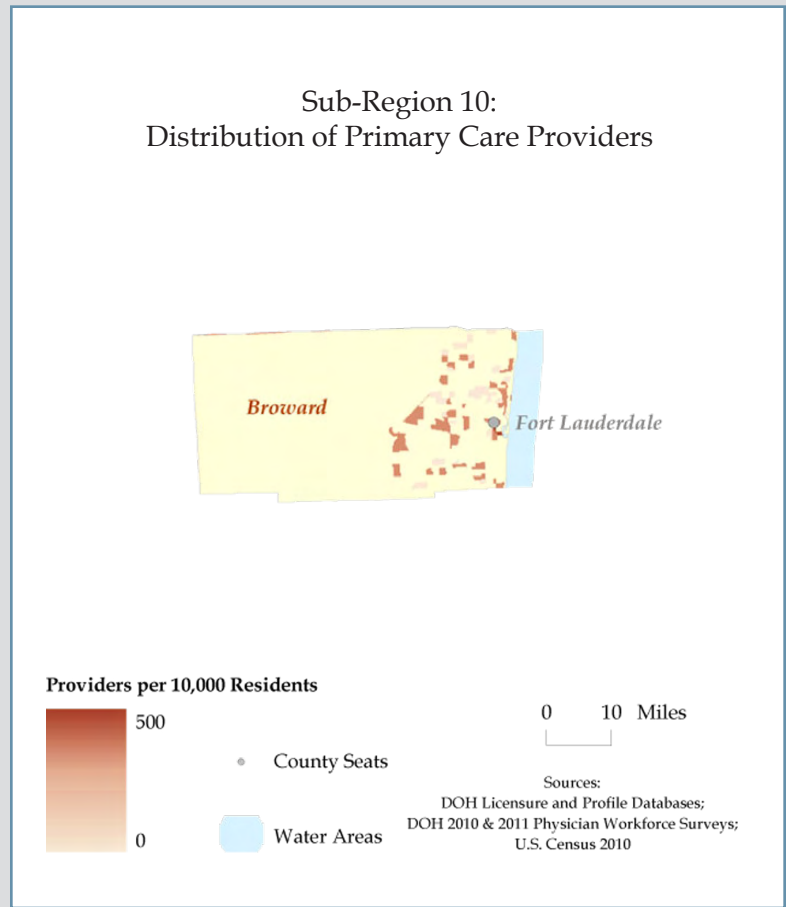 Sub-Region 10:
Distribution of Primary Care Providers
Broward
Fort Lauderdale
Providers per 10,000 Residents
500
0
County Seats
Water Areas
0 10 Miles
Sources:
DOH Licensure and Profile Databases;
DOH 2010 & 2011 Physician Workforce Surveys;
U.S. Census 2010